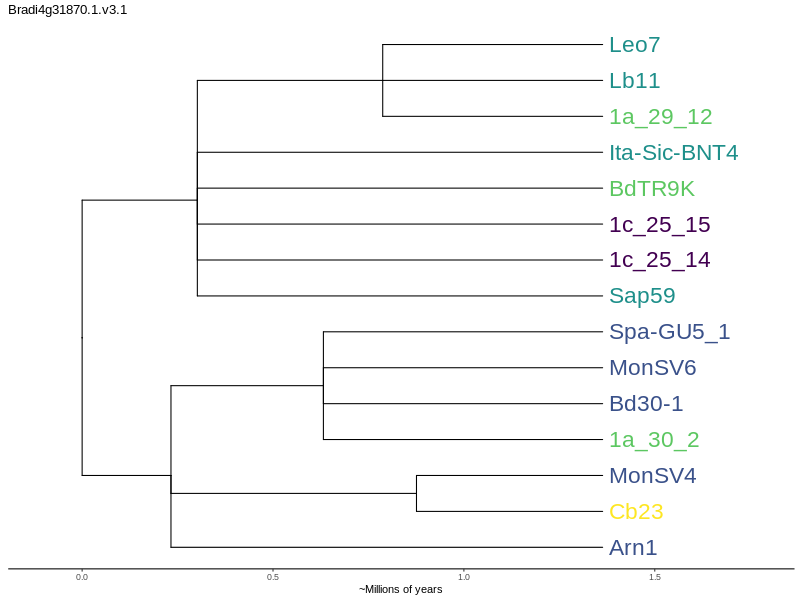 Bradi4g31870.1.v3.1
Leo7
Lb11
1a_29_12
Ita-Sic-BNT4
BdTR9K
1c_25_15
1c_25_14
Sap59
Spa-GU5_1
MonSV6
Bd30-1
1a_30_2
MonSV4
Cb23
Arn1
0.0 0.5 1.0 1.5
~Millions of years